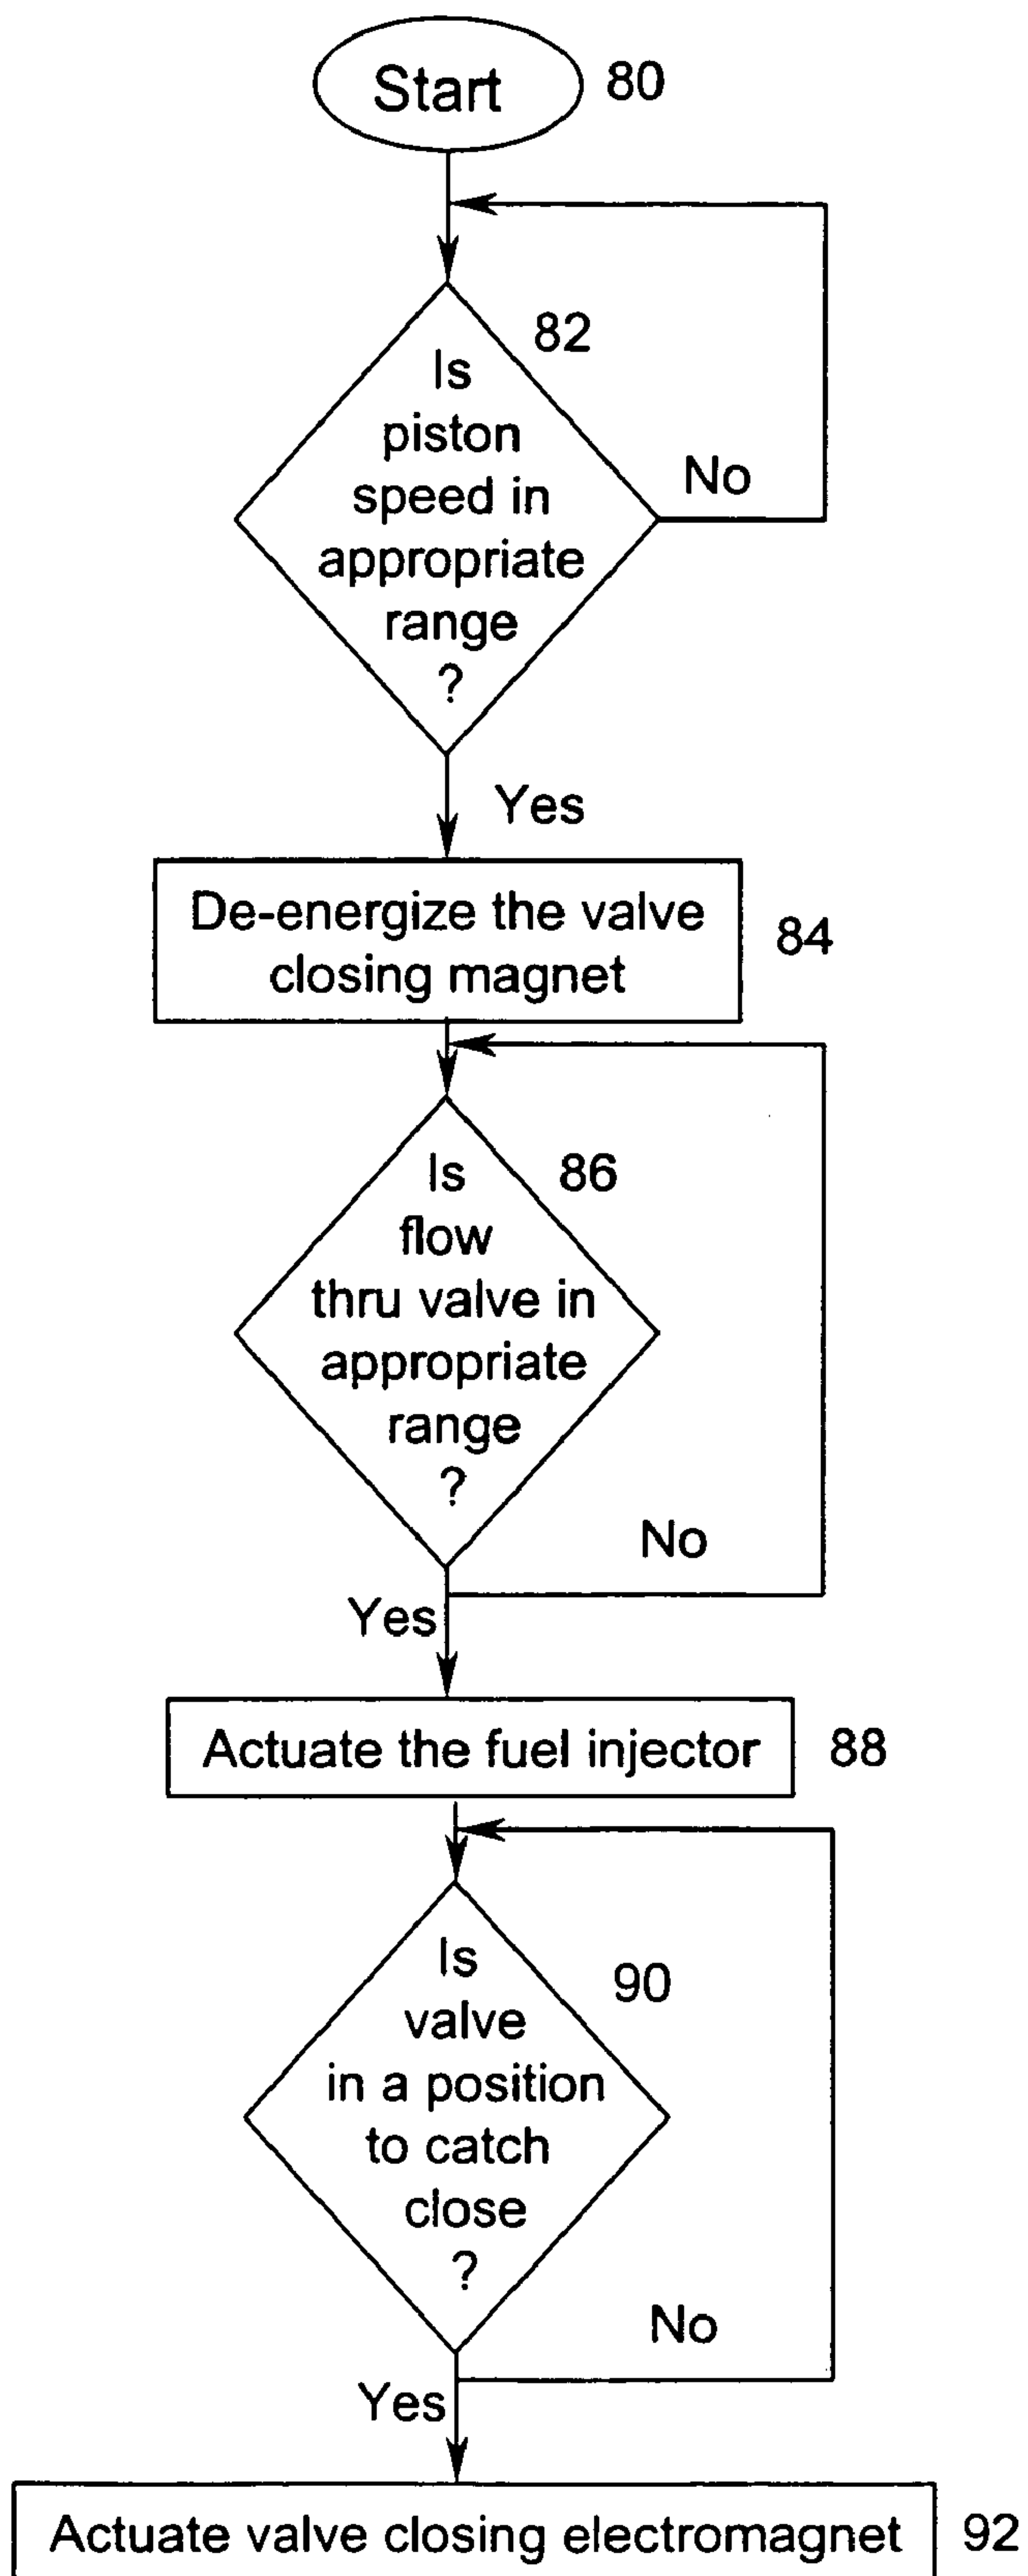 Start 80
82
Is
piston
speed in
appropriate
range
?
No
Yes
De-energize the valve
closing magnet
84
Is
86
flow
thru valve in
appropriate
range
?
No
Yes
Actuate the fuel injector 88
Is
90
valve
in a position
to catch
close
?
No
Yes
Actuate valve closing electromagnet 92